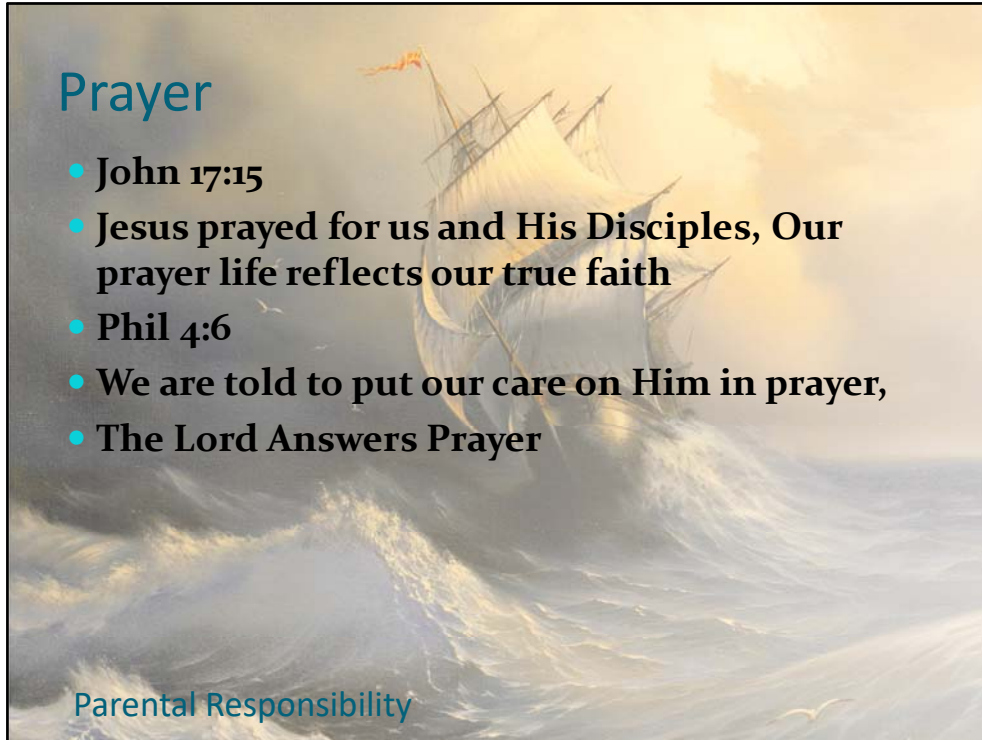 Prayer
• John 17:15
• Jesus prayed for us and His Disciples, Our
prayer life reflects our true faith
• Phil 4:6
• We are told to put our care on Him in prayer,
• The Lord Answers Prayer
Parental Responsibility